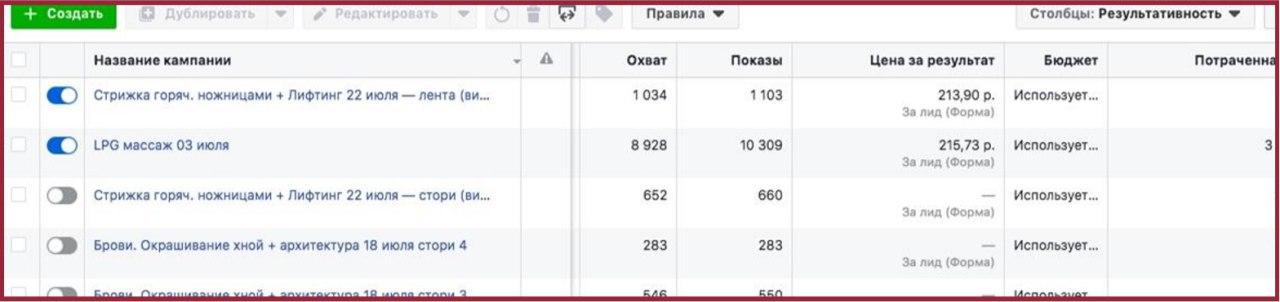 + Создать Дублировать Редактировать Правила Столбцы: Результативность
Название кампании Охват Показы Цена за результат Бюджет Потраченна
Стрижка горяч. ножницами + Лифтинг 22 июля — лента (ви... 1 034 1 103 213,90 р. Использует...
За лид (Форма)
LPG массаж 03 июля 8 928 10 309 215,73 р. Использует... 3
За лид (Форма)
Стрижка горяч. ножницами + Лифтинг 22 июля — стори (ви... 652 660 — Использует...
За лид (Форма)
Брови. Окрашивание хной + архитектура 18 июля стори 4 283 283 — Использует...
За лид (Форма)
Брови. Окрашивание хной + архитектура 18 июля стори 3 546 550 — Использует...